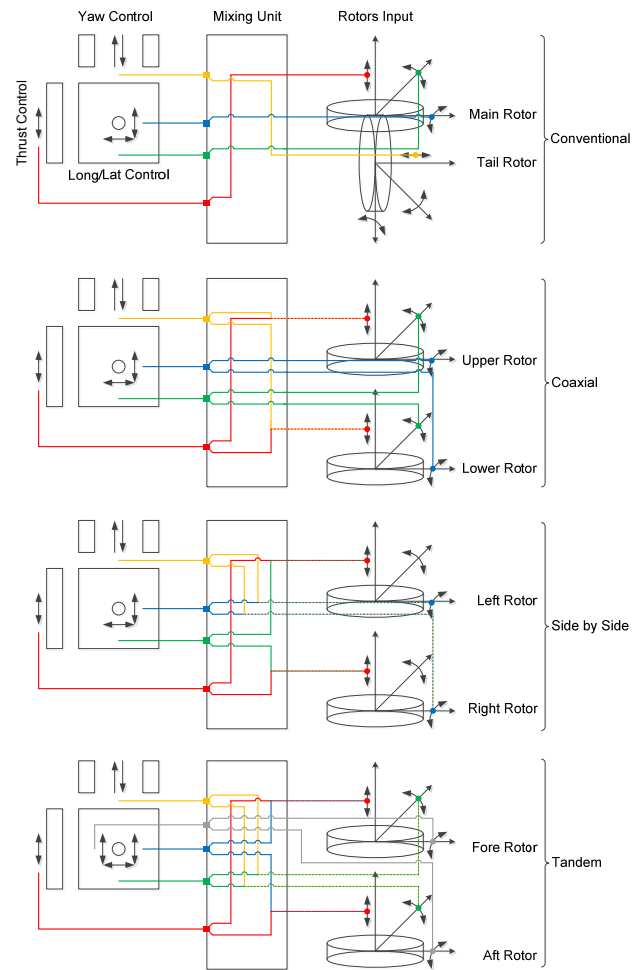 Yaw Control
Mixing Unit
Rotors Input
Thrust Control
Long/Lat Control
Main Rotor
Tail Rotor
Conventional
Upper Rotor
Lower Rotor
Coaxial
Left Rotor
Right Rotor
Side by Side
Fore Rotor
Aft Rotor
Tandem